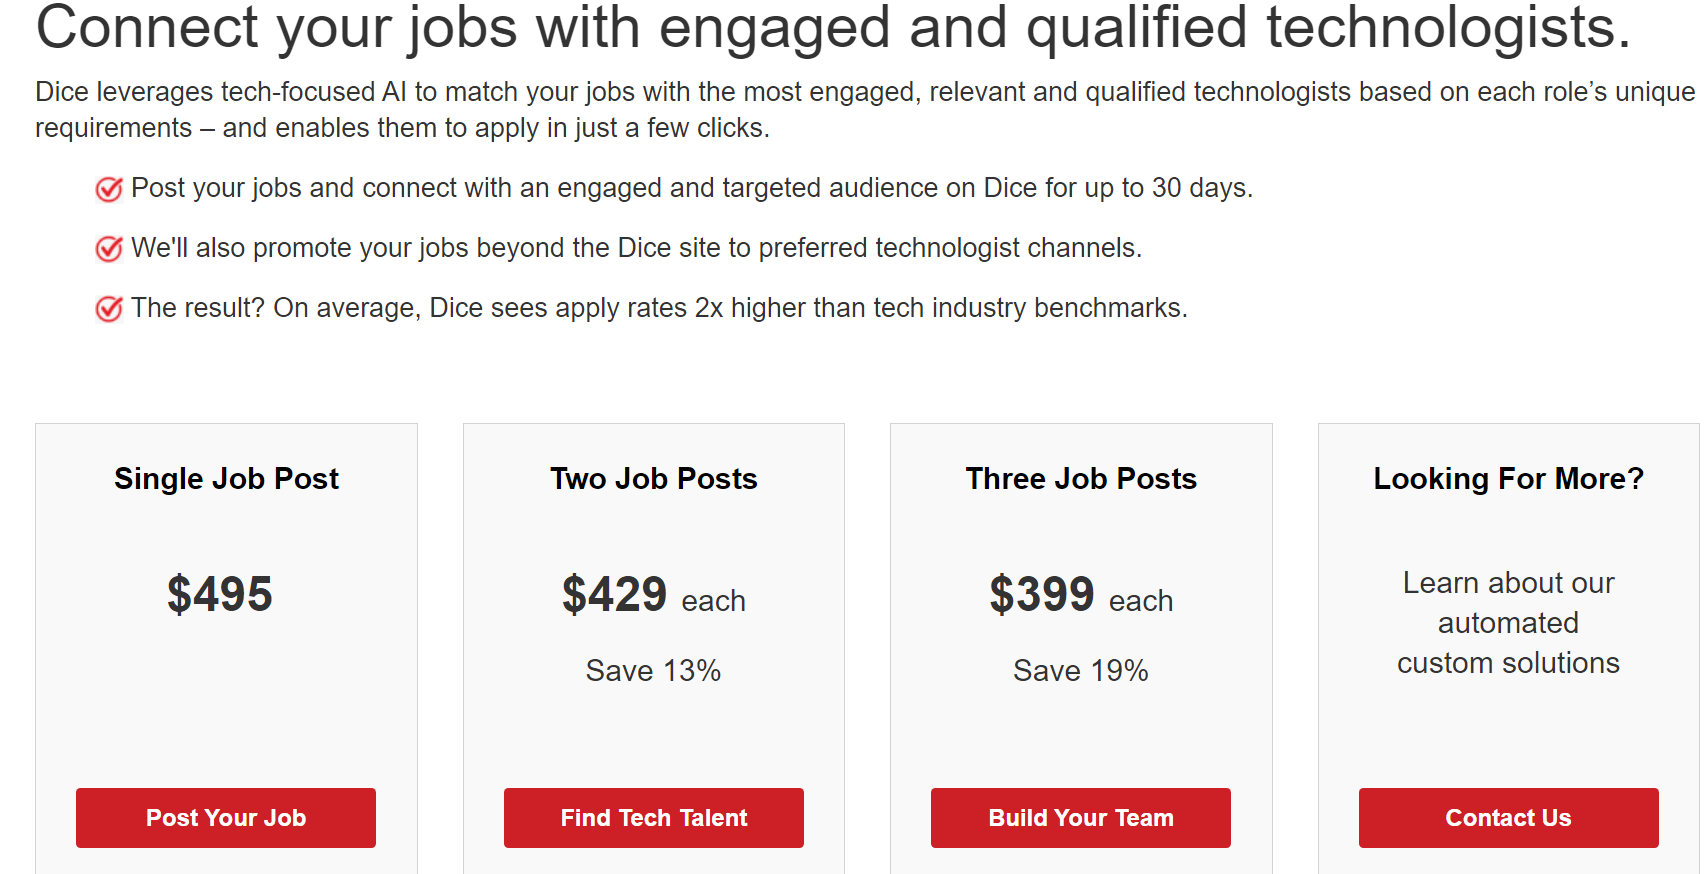 Connect your jobs with engaged and qualified technologists.
Dice leverages tech-focused AI to match your jobs with the most engaged, relevant and qualified technologists based on each role’s unique
requirements – and enables them to apply in just a few clicks.
Post your jobs and connect with an engaged and targeted audience on Dice for up to 30 days.
We'll also promote your jobs beyond the Dice site to preferred technologist channels.
The result? On average, Dice sees apply rates 2x higher than tech industry benchmarks.
Single Job Post
$495
Post Your Job
Two Job Posts
$429 each
Save 13%
Find Tech Talent
Three Job Posts
$399 each
Save 19%
Build Your Team
Looking For More?
Learn about our
automated
custom solutions
Contact Us